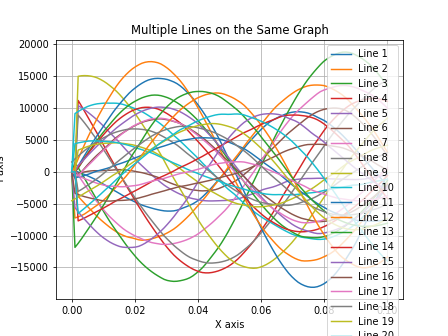 Multiple Lines on the Same Graph
20000
15000
10000
5000
0
−5000
−10000
−15000
0.00
0.02
0.04
0.06
X axis
axis
Line 1
Line 2
Line 3
Line 4
Line 5
Line 6
Line 7
Line 8
Line 9
Line 10
Line 11
Line 12
Line 13
Line 14
Line 15
Line 16
Line 17
Line 18
Line 19
Line 20